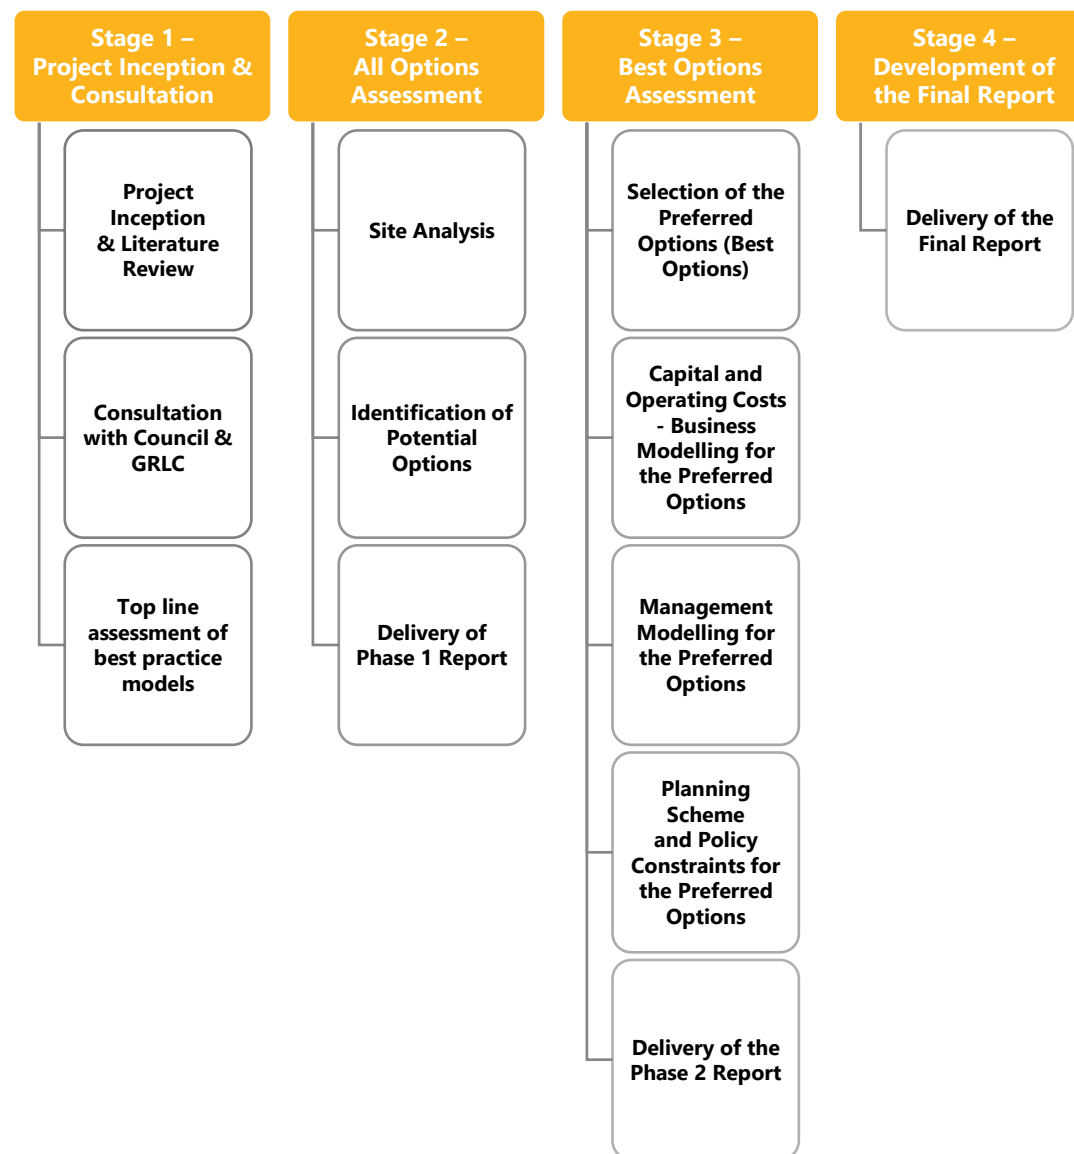 Stage 1 –
Project Inception &
Consultation
Project
Inception
& Literature
Review
Consultation
with Council &
GRLC
Top line
assessment of
best practice
models
Stage 2 –
All Options
Assessment
Site Analysis
Identification of
Potential
Options
Delivery of
Phase 1 Report
Stage 3 –
Best Options
Assessment
Selection of the
Preferred
Options (Best
Options)
Capital and
Operating Costs
- Business
Modelling for
the Preferred
Options
Management
Modelling for
the Preferred
Options
Planning
Scheme
and Policy
Constraints for
the Preferred
Options
Delivery of the
Phase 2 Report
Stage 4 –
Development of
the Final Report
Delivery of the
Final Report